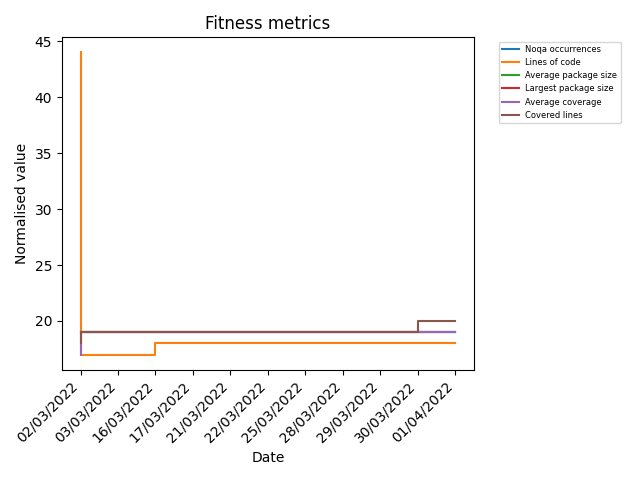 Fitness metrics
Normalised value
45
40
35
30
25
20
02/03/2022
03/03/2022
16/03/2022
17/03/2022
21/03/2022
22/03/2022
25/03/2022
28/03/2022
29/03/2022
30/03/2022
01/04/2022
Date
Noqa occurrences
Lines of code
Average package size
Largest package size
Average coverage
Covered lines